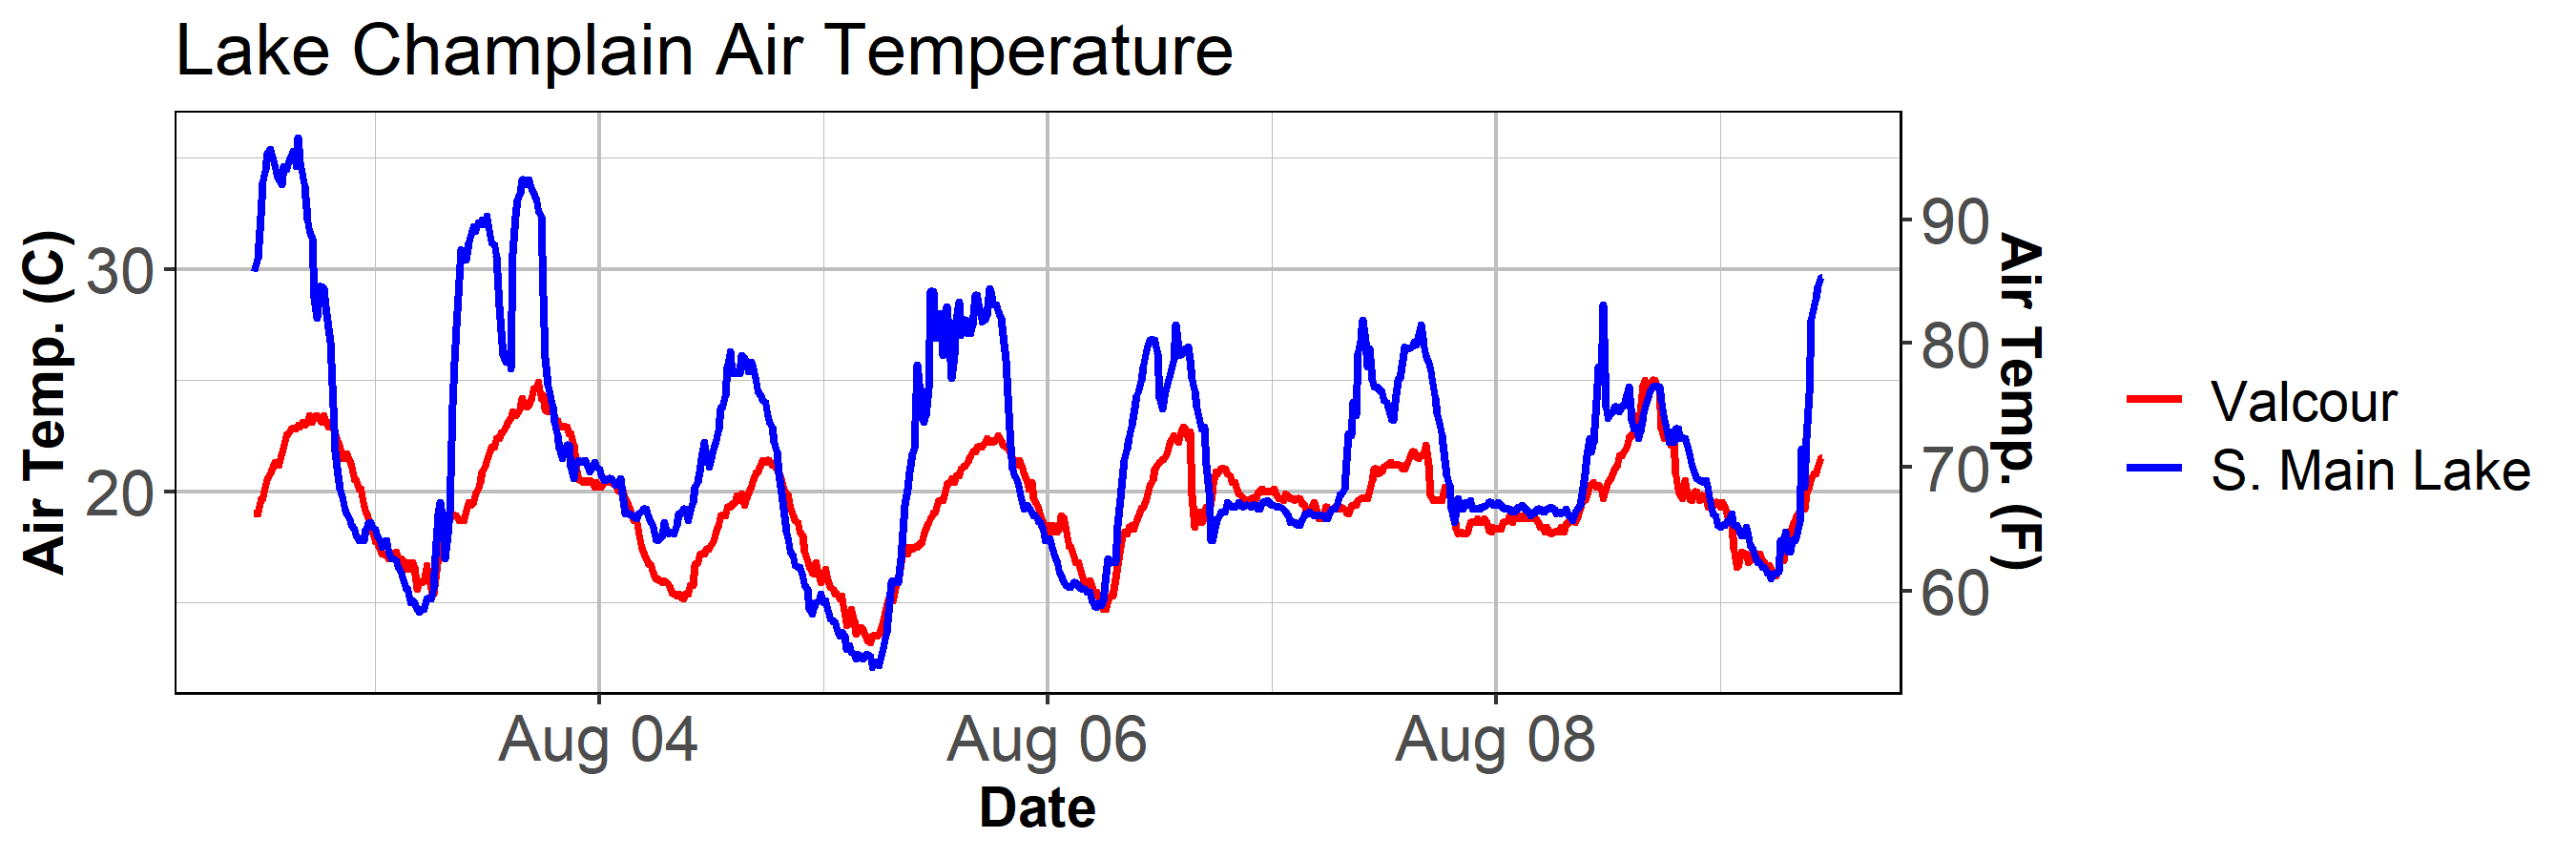 Lake Champlain Air Temperature
Air Temp. (C)
30
20
90
80
70
60
Air Temp. (F)
Aug 04
Aug 06
Aug 08
Date
Valcour
S. Main Lake